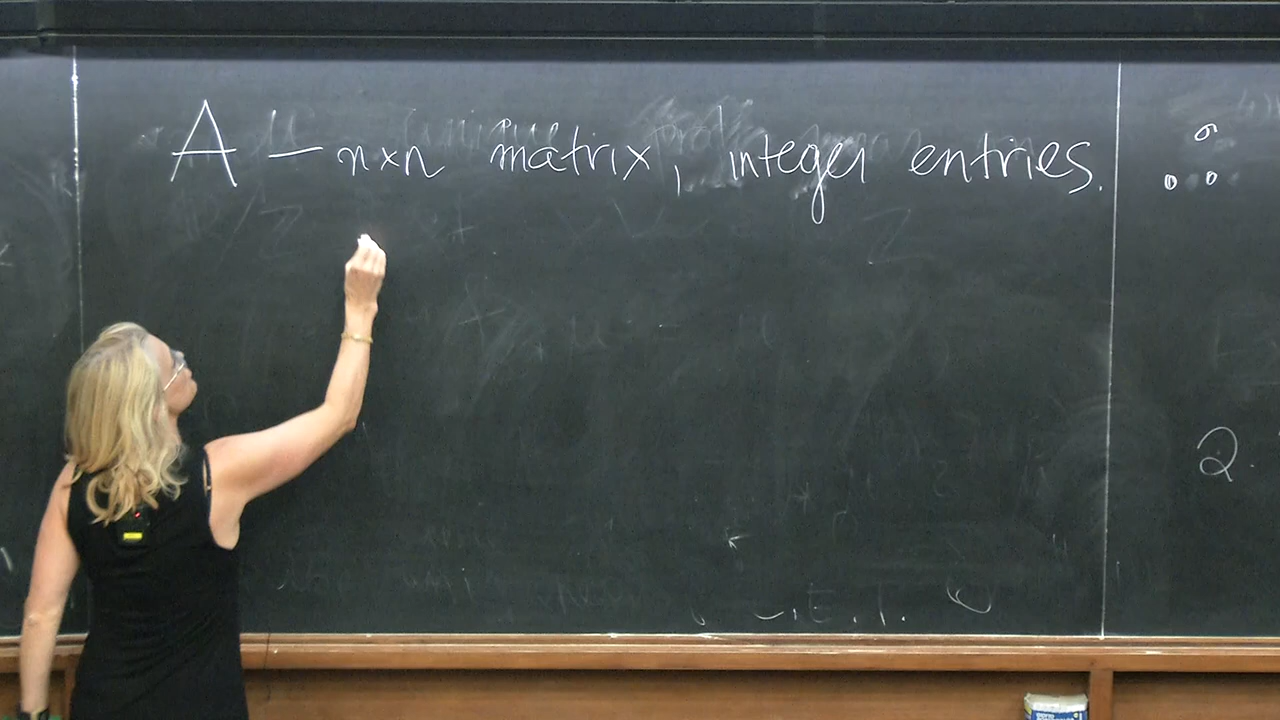 A – n×n matrix, integer entries.
2.